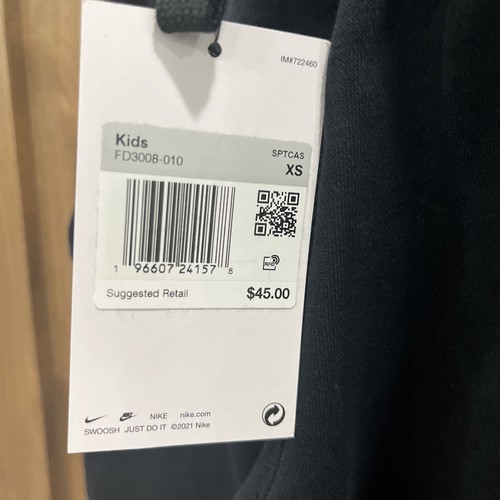 IM#722460
Kids
FD3008-010
SPTCAS
XS
1 96607 24157 8
RFID
Suggested Retail $45.00
NIKE nike.com
SWOOSH JUST DO IT ©2021 Nike